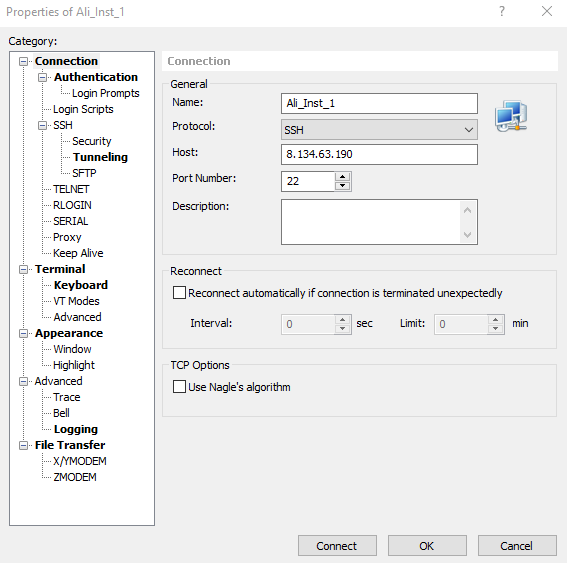 Properties of Ali_Inst_1
?
Category:
Connection
Authentication
Login Prompts
Login Scripts
SSH
Security
Tunneling
SFTP
TELNET
RLOGIN
SERIAL
Proxy
Keep Alive
Terminal
Keyboard
VT Modes
Advanced
Appearance
Window
Highlight
Advanced
Trace
Bell
Logging
File Transfer
X/YMODEM
ZMODEM
Connection
General
Name: Ali_Inst_1
Protocol: SSH
Host: 8.134.63.190
Port Number: 22
Description:
Reconnect
Reconnect automatically if connection is terminated unexpectedly
Interval: 0 sec Limit: 0 min
TCP Options
Use Nagle's algorithm
Connect OK Cancel